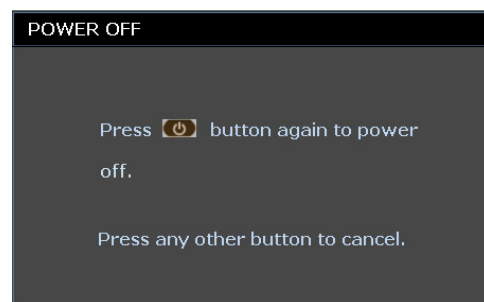 POWER OFF
Press button again to power
off.
Press any other button to cancel.